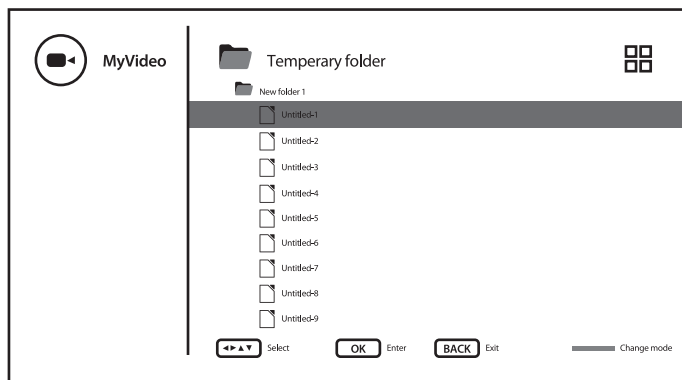 MyVideo
Temperary folder
New folder 1
Untitled-1
Untitled-2
Untitled-3
Untitled-4
Untitled-5
Untitled-6
Untitled-7
Untitled-8
Untitled-9
◄►▲▼ Select OK Enter BACK Exit Change mode